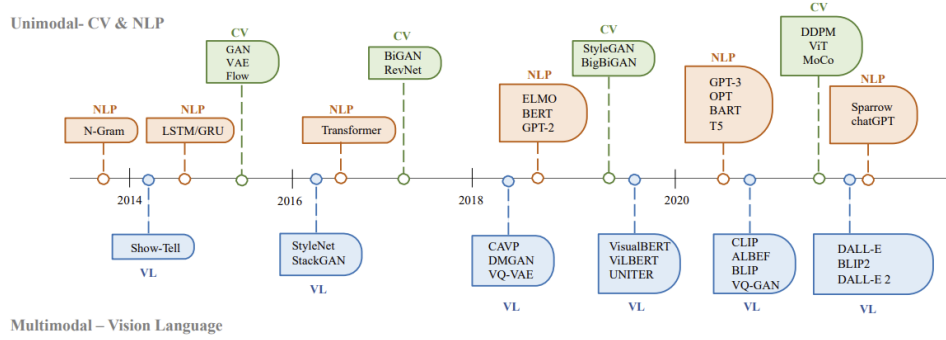 Unimodal- CV & NLP
CV
GAN
VAE
Flow
CV
BiGAN
RevNet
CV
StyleGAN
BigBiGAN
CV
DDPM
ViT
MoCo
NLP
N-Gram
NLP
LSTM/GRU
NLP
Transformer
NLP
ELMO
BERT
GPT-2
NLP
GPT-3
OPT
BART
T5
NLP
Sparrow
chatGPT
2014
2016
2018
2020
Show-Tell
VL
StyleNet
StackGAN
VL
CAVP
DMGAN
VQ-VAE
VL
VisualBERT
ViLBERT
UNITER
VL
CLIP
ALBEF
BLIP
VQ-GAN
VL
DALL-E
BLIP2
DALL-E 2
VL
Multimodal – Vision Language